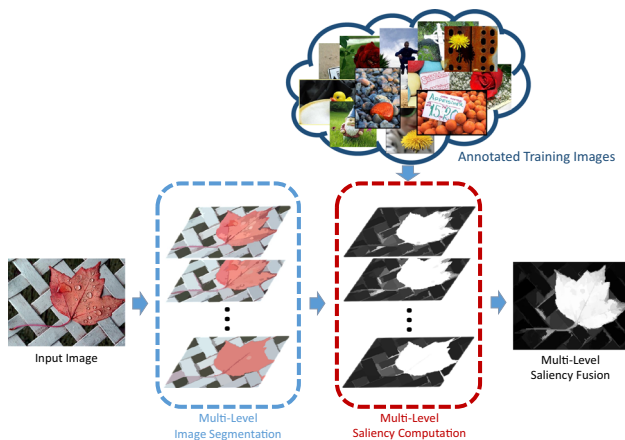 Annotated Training Images
Input Image
Multi-Level
Image Segmentation
Multi-Level
Saliency Computation
Multi-Level
Saliency Fusion